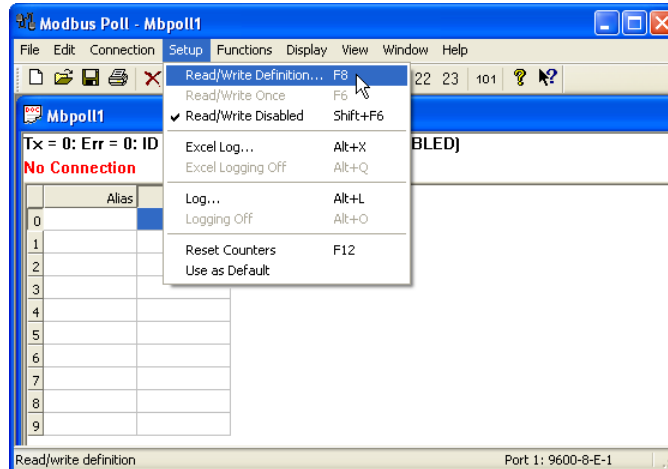 Modbus Poll - Mbpoll1
File Edit Connection Setup Functions Display View Window Help
22 23 101
Read/Write Definition... F8
Read/Write Once F6
Read/Write Disabled Shift+F6
Excel Log... Alt+X
Excel Logging Off Alt+Q
Log... Alt+L
Logging Off Alt+O
Reset Counters F12
Use as Default
Mbpoll1
Tx = 0: Err = 0: ID BLED)
No Connection
Alias
0
1
2
3
4
5
6
7
8
9
Read/write definition Port 1: 9600-8-E-1